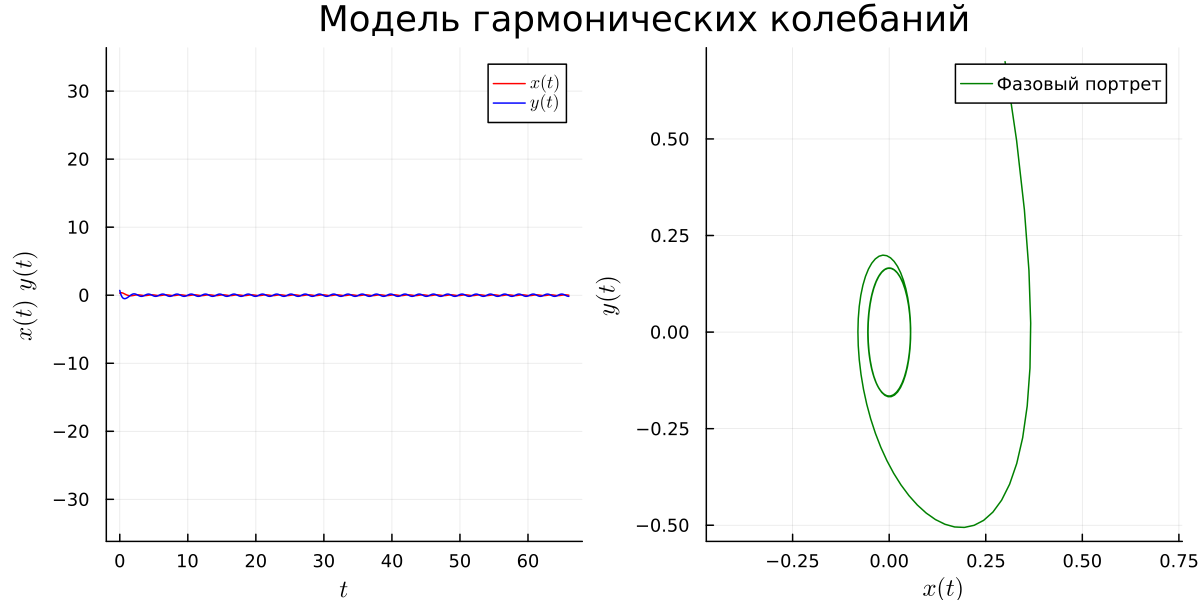 Модель гармонических колебаний
x(t)
y(t)
30
20
10
0
−10
−20
−30
x(t) y(t)
0 10 20 30 40 50 60
t
Фазовый портрет
0.50
0.25
0.00
−0.25
−0.50
y(t)
−0.25 0.00 0.25 0.50 0.75
x(t)